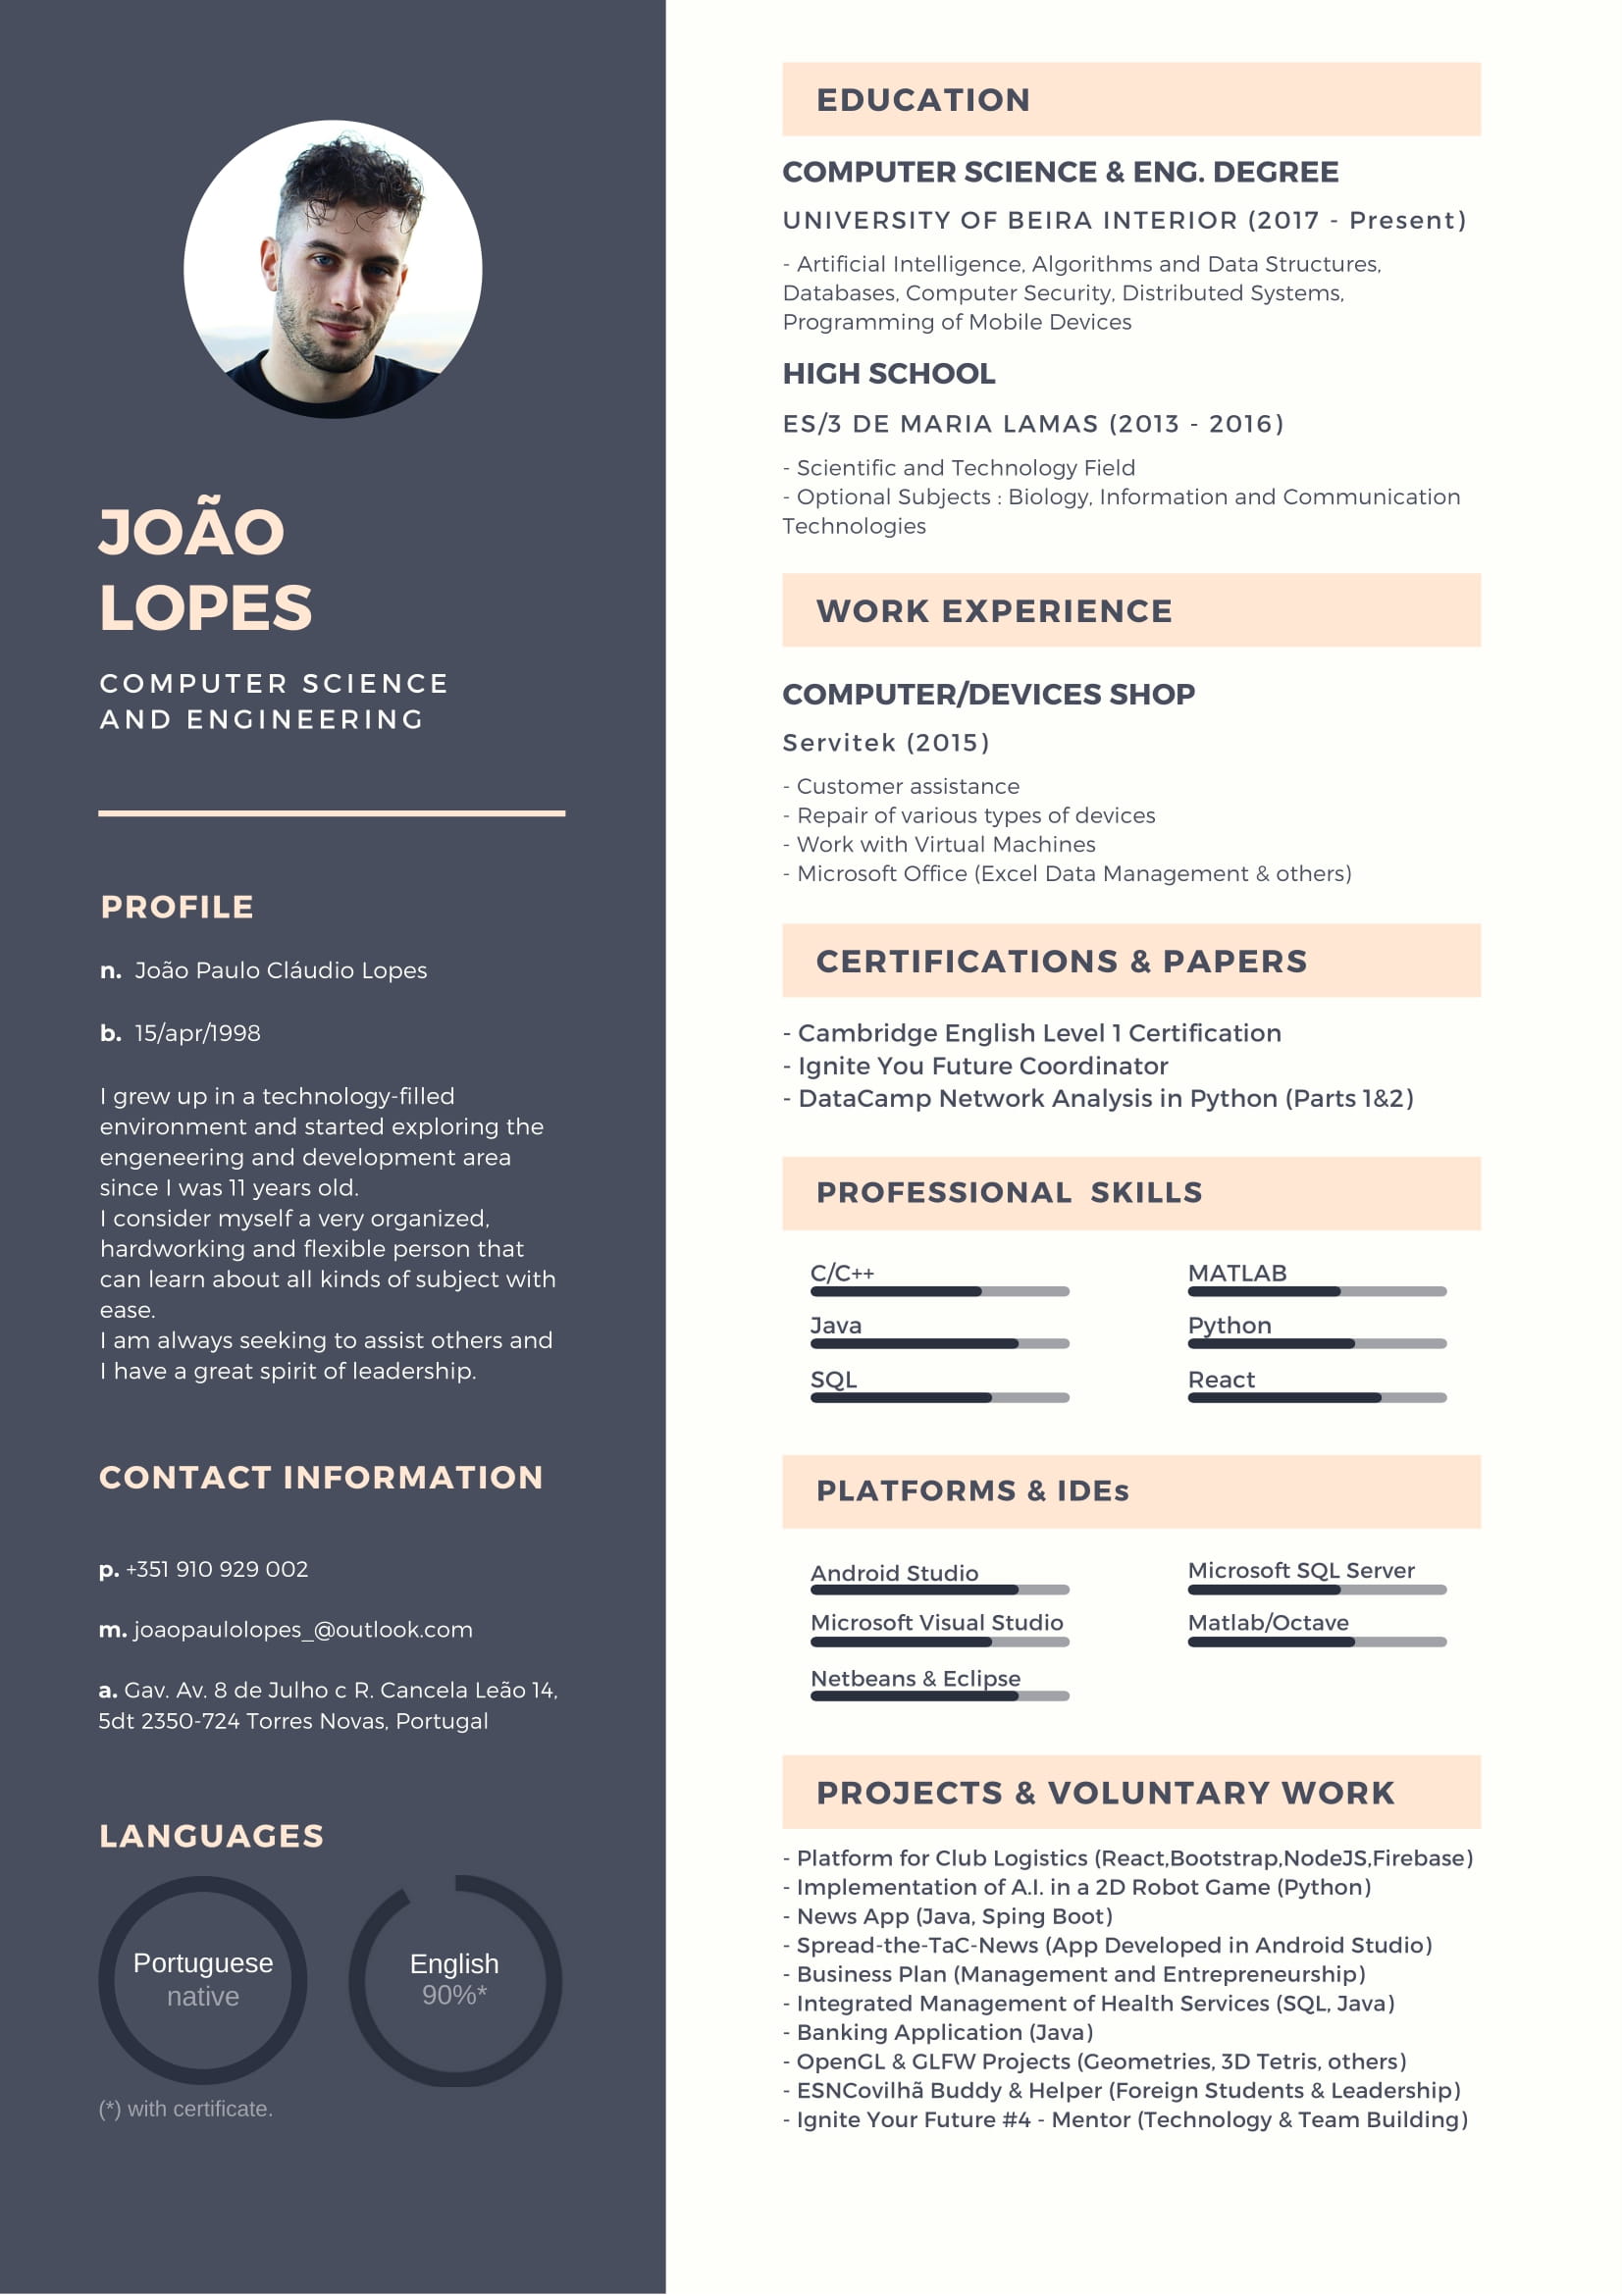 JOÃO
LOPES
COMPUTER SCIENCE
AND ENGINEERING
PROFILE
n. João Paulo Cláudio Lopes
b. 15/apr/1998
I grew up in a technology-filled
environment and started exploring the
engeneering and development area
since I was 11 years old.
I consider myself a very organized,
hardworking and flexible person that
can learn about all kinds of subject with
ease.
I am always seeking to assist others and
I have a great spirit of leadership.
CONTACT INFORMATION
p. +351 910 929 002
m. joaopaulolopes_@outlook.com
a. Gav. Av. 8 de Julho c R. Cancela Leão 14,
5dt 2350-724 Torres Novas, Portugal
LANGUAGES
Portuguese
native
English
90%*
(*) with certificate.
EDUCATION
COMPUTER SCIENCE & ENG. DEGREE
UNIVERSITY OF BEIRA INTERIOR (2017 - Present)
- Artificial Intelligence, Algorithms and Data Structures,
Databases, Computer Security, Distributed Systems,
Programming of Mobile Devices
HIGH SCHOOL
ES/3 DE MARIA LAMAS (2013 - 2016)
- Scientific and Technology Field
- Optional Subjects : Biology, Information and Communication
Technologies
WORK EXPERIENCE
COMPUTER/DEVICES SHOP
Servitek (2015)
- Customer assistance
- Repair of various types of devices
- Work with Virtual Machines
- Microsoft Office (Excel Data Management & others)
CERTIFICATIONS & PAPERS
- Cambridge English Level 1 Certification
- Ignite You Future Coordinator
- DataCamp Network Analysis in Python (Parts 1&2)
PROFESSIONAL SKILLS
C/C++
MATLAB
Java
Python
SQL
React
PLATFORMS & IDEs
Android Studio
Microsoft SQL Server
Microsoft Visual Studio
Matlab/Octave
Netbeans & Eclipse
PROJECTS & VOLUNTARY WORK
- Platform for Club Logistics (React,Bootstrap,NodeJS,Firebase)
- Implementation of A.I. in a 2D Robot Game (Python)
- News App (Java, Sping Boot)
- Spread-the-TaC-News (App Developed in Android Studio)
- Business Plan (Management and Entrepreneurship)
- Integrated Management of Health Services (SQL, Java)
- Banking Application (Java)
- OpenGL & GLFW Projects (Geometries, 3D Tetris, others)
- ESNCovilhã Buddy & Helper (Foreign Students & Leadership)
- Ignite Your Future #4 - Mentor (Technology & Team Building)